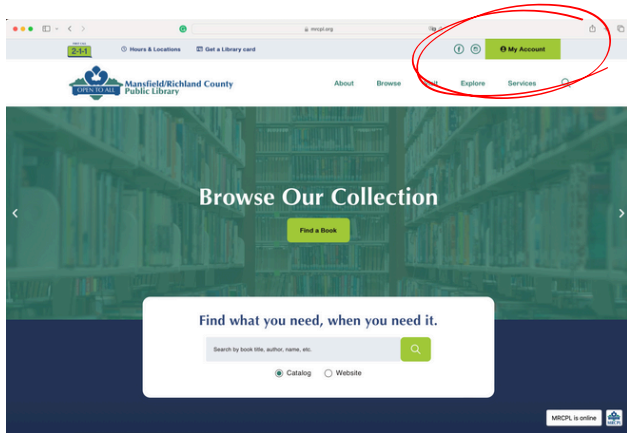 mrcpl.org
2-1-1
Hours & Locations
Get a Library card
My Account
OPEN TO ALL
Mansfield/Richland County
Public Library
About
Browse
Explore
Services
Browse Our Collection
Find a Book
Find what you need, when you need it.
Search by book title, author, name, etc.
Catalog
Website
MRCPL is online
MRCPL